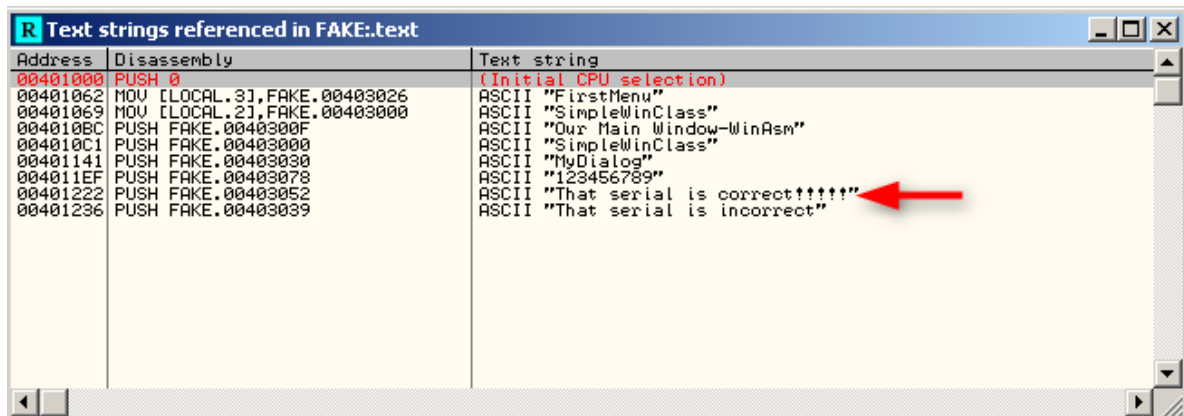 R Text strings referenced in FAKE:.text
Address Disassembly Text string
00401000 PUSH 0 (Initial CPU selection)
00401062 MOV [LOCAL.3],FAKE.00403026 ASCII "FirstMenu"
00401069 MOV [LOCAL.2],FAKE.00403000 ASCII "SimpleWinClass"
004010BC PUSH FAKE.0040300F ASCII "Our Main Window-WinAsm"
004010C1 PUSH FAKE.00403000 ASCII "SimpleWinClass"
00401141 PUSH FAKE.00403030 ASCII "MyDialog"
004011EF PUSH FAKE.00403078 ASCII "123456789"
00401222 PUSH FAKE.00403052 ASCII "That serial is correct!!!!!"
00401236 PUSH FAKE.00403039 ASCII "That serial is incorrect"